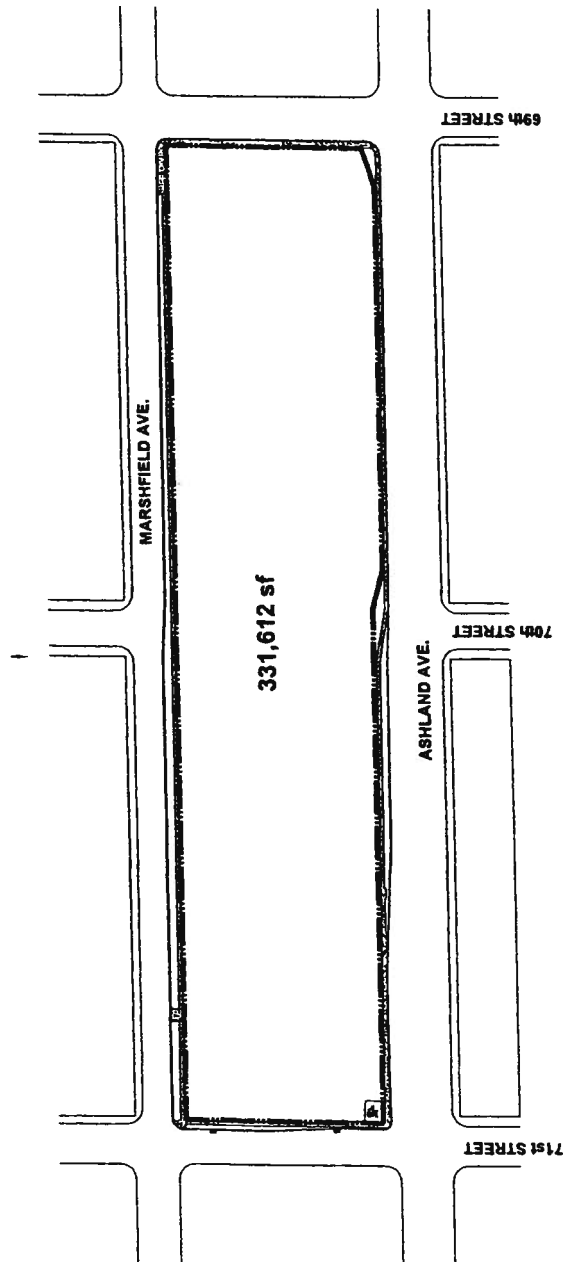 69th STREET
MARSHFIELD AVE.
331,612 sf
70th STREET
ASHLAND AVE.
71st STREET